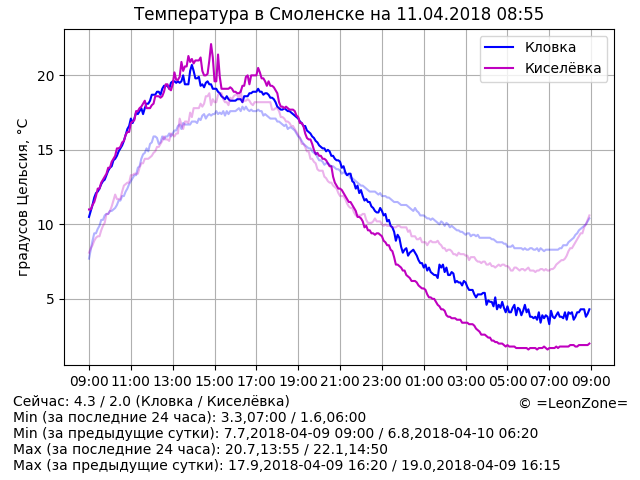 Температура в Смоленске на 11.04.2018 08:55
Кловка
Киселёвка
градусов Цельсия, °C
20
15
10
5
09:00 11:00 13:00 15:00 17:00 19:00 21:00 23:00 01:00 03:00 05:00 07:00 09:00
Сейчас: 4.3 / 2.0 (Кловка / Киселёвка)
© =LeonZone=
Min (за последние 24 часа): 3.3,07:00 / 1.6,06:00
Min (за предыдущие сутки): 7.7,2018-04-09 09:00 / 6.8,2018-04-10 06:20
Max (за последние 24 часа): 20.7,13:55 / 22.1,14:50
Max (за предыдущие сутки): 17.9,2018-04-09 16:20 / 19.0,2018-04-09 16:15